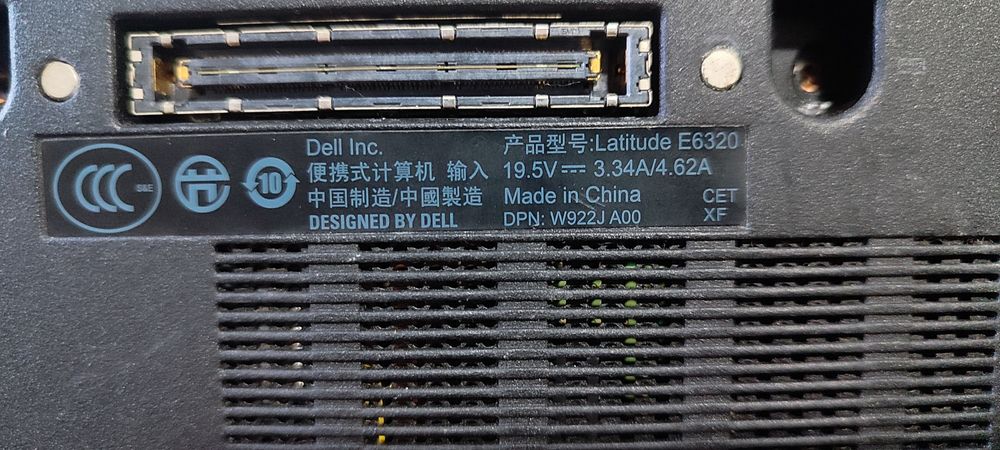 Dell Inc.
产品型号:Latitude E6320
便携式计算机 输入 19.5V⎓ 3.34A/4.62A
中国制造/中國製造 Made in China CET
DESIGNED BY DELL DPN: W922J A00 XF
CCC S&E
10